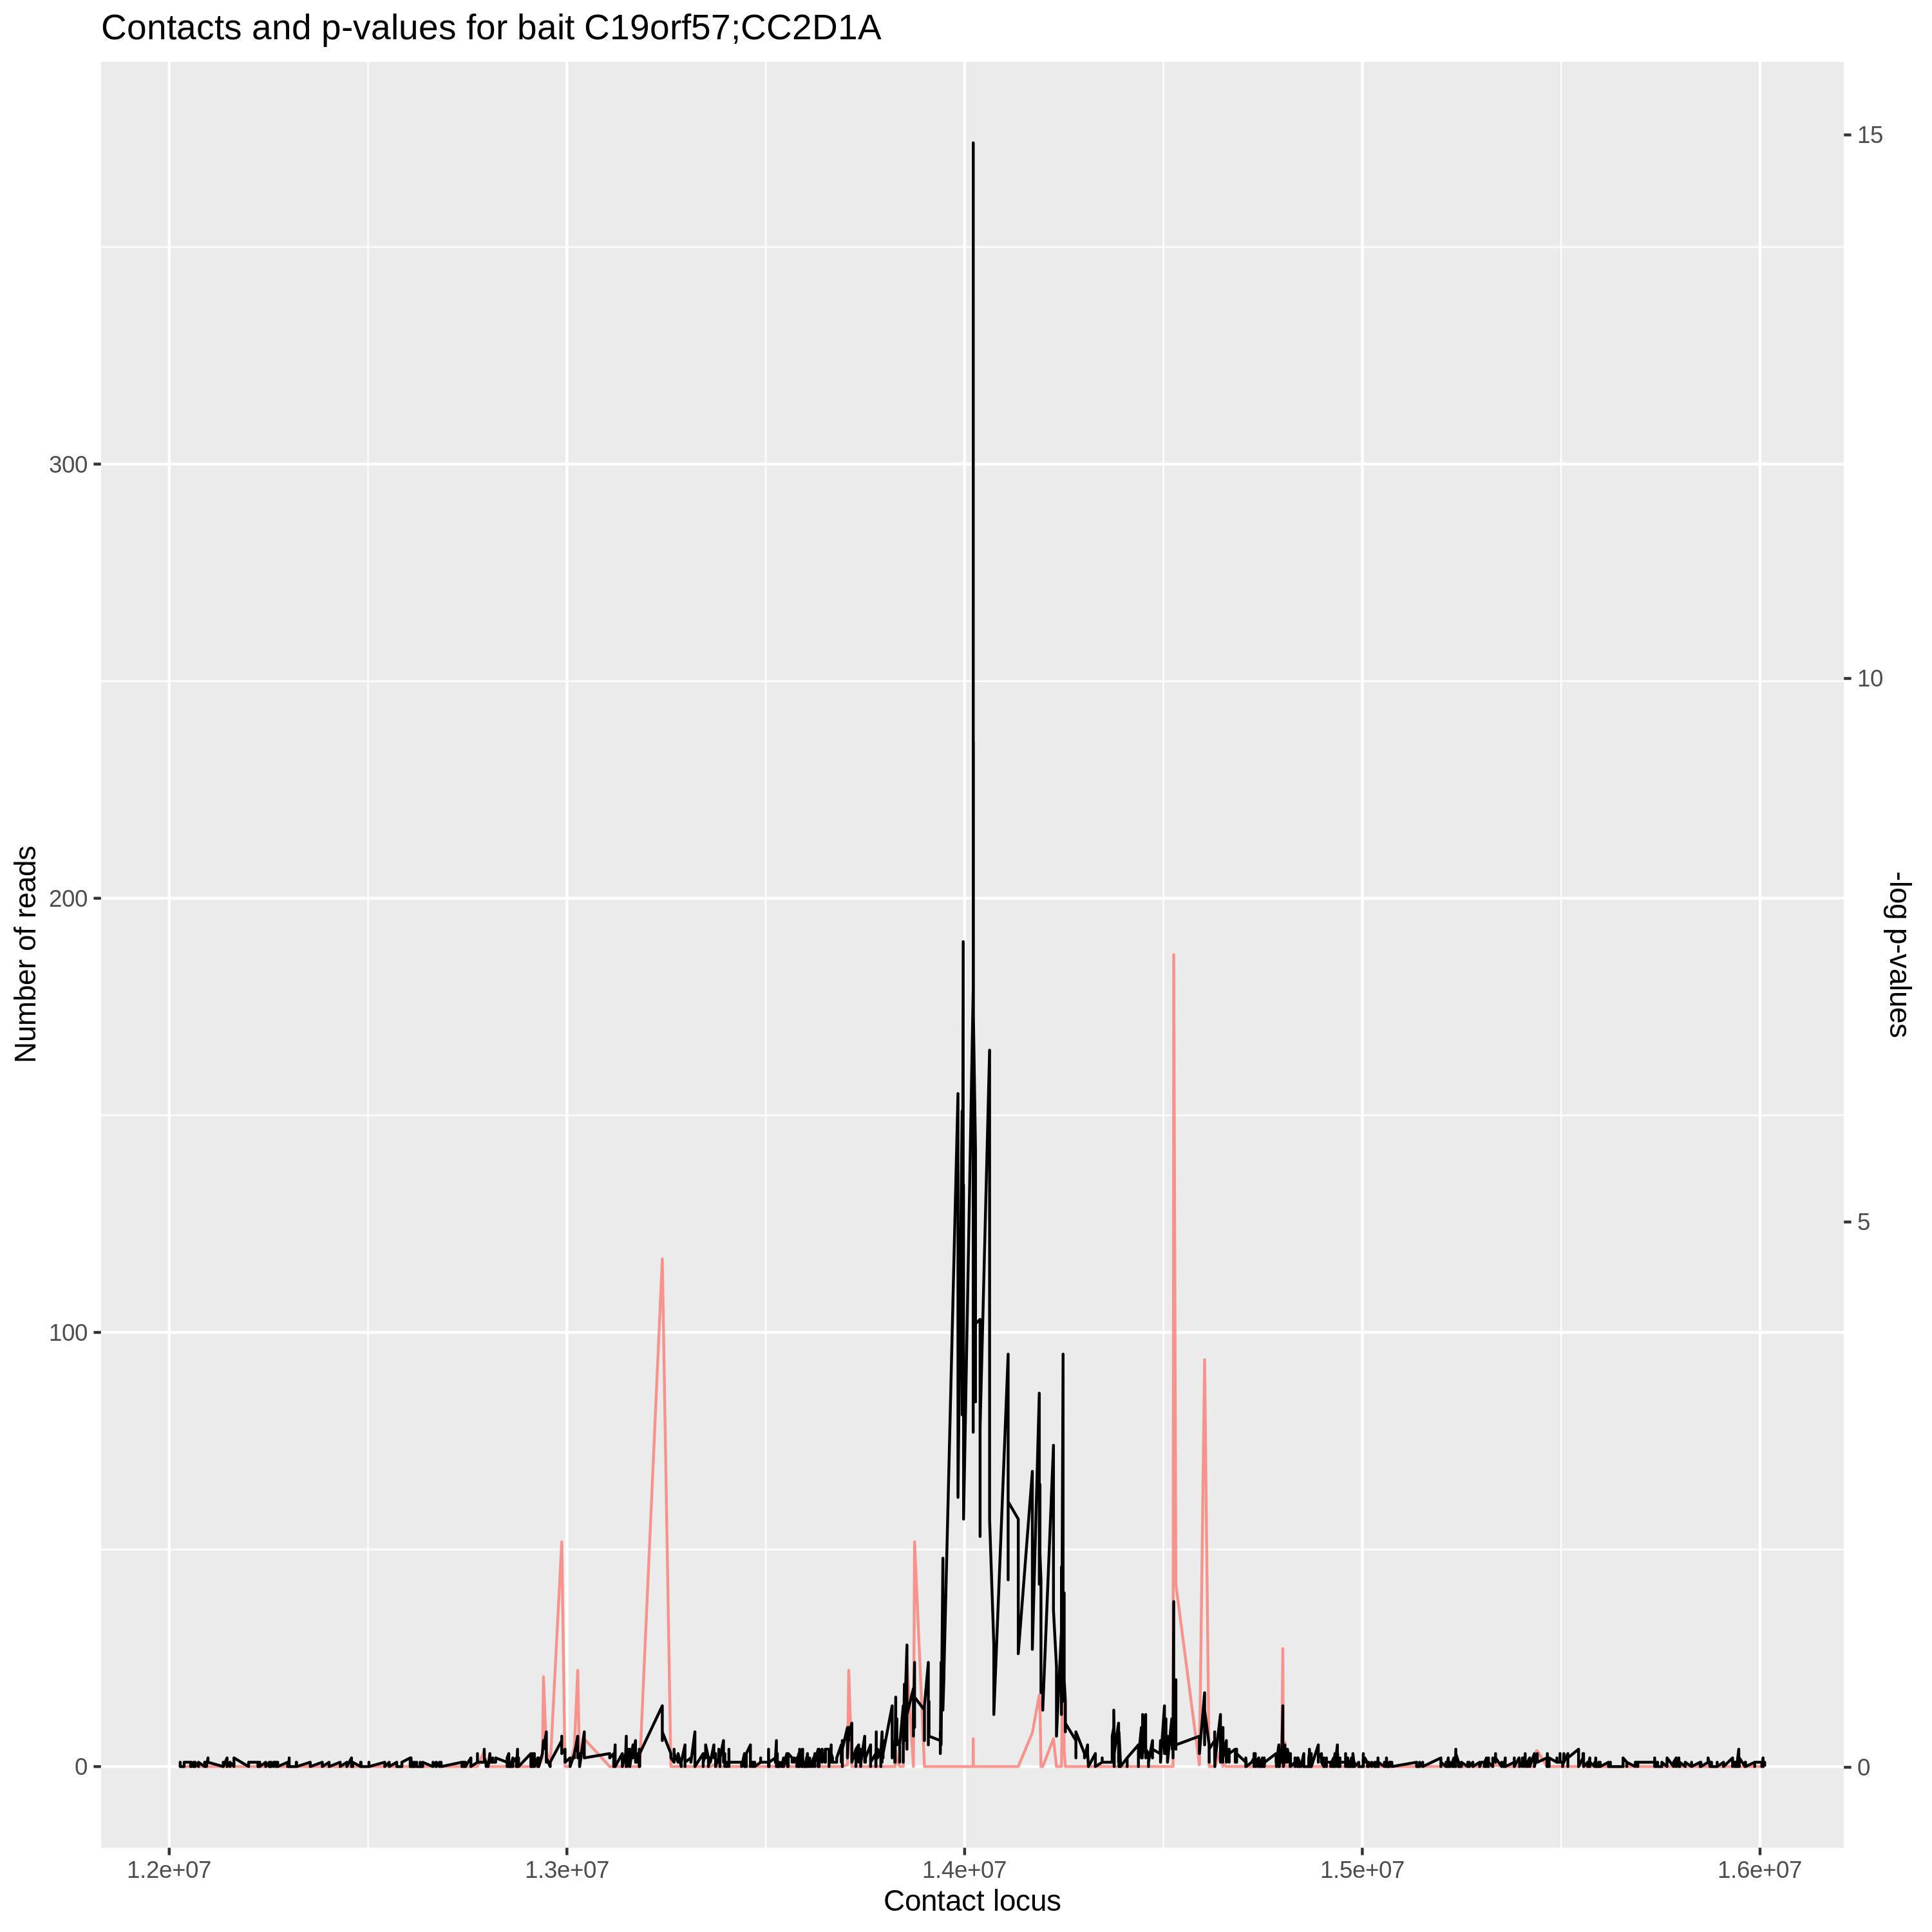 Contacts and p-values for bait C19orf57;CC2D1A
Number of reads
300
200
100
0
15
10
5
0
-log p-values
1.2e+07 1.3e+07 1.4e+07 1.5e+07 1.6e+07
Contact locus